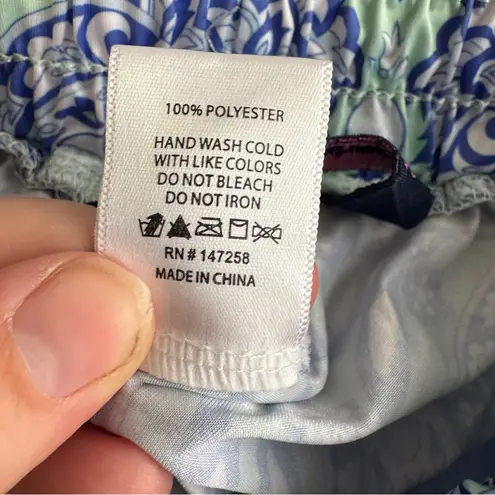 100% POLYESTER
HAND WASH COLD
WITH LIKE COLORS
DO NOT BLEACH
DO NOT IRON
RN # 147258
MADE IN CHINA